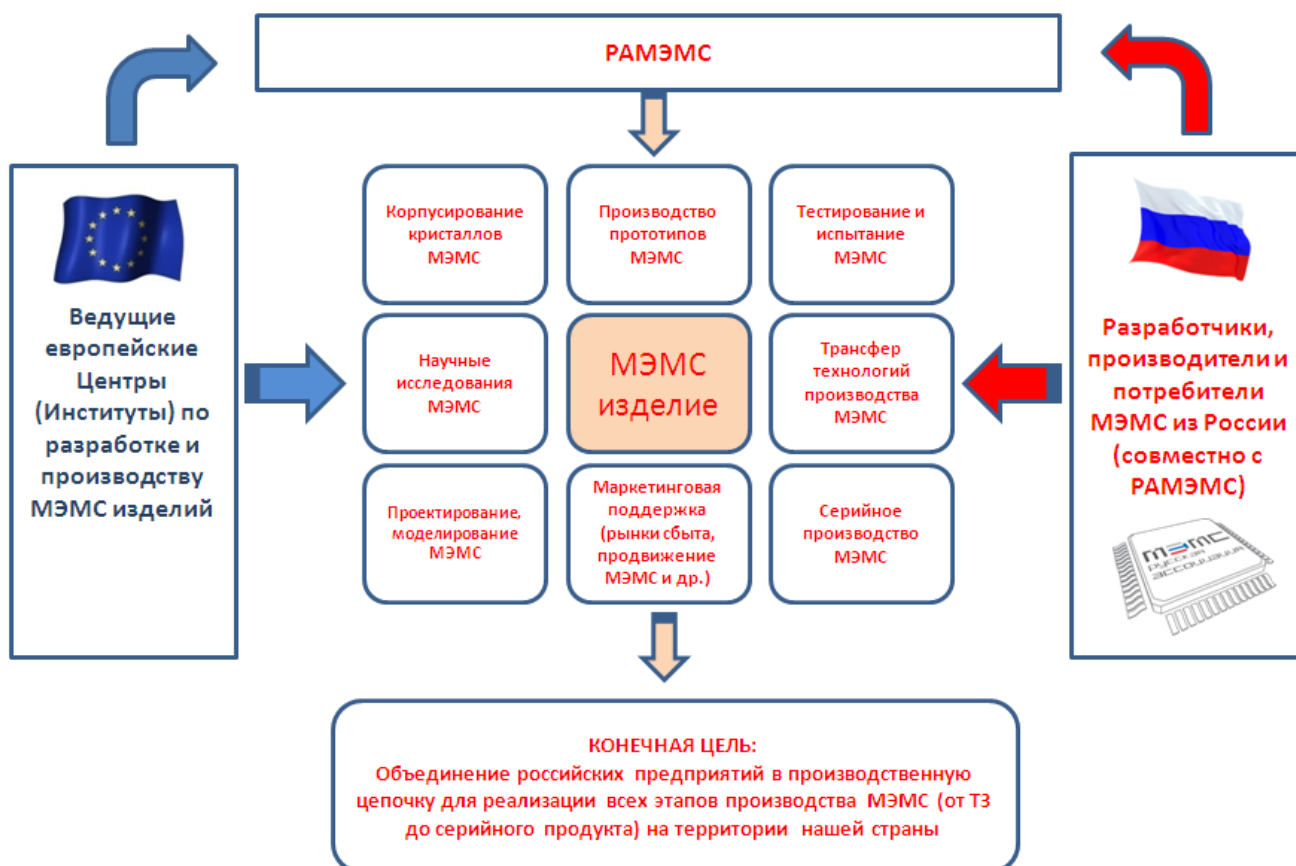 РАМЭМС
Ведущие
европейские
Центры
(Институты) по
разработке и
производству
МЭМС изделий
Корпусирование
кристаллов
МЭМС
Производство
прототипов
МЭМС
Тестирование и
испытание
МЭМС
Научные
исследования
МЭМС
МЭМС
изделие
Трансфер
технологий
производства
МЭМС
Проектирование,
моделирование
МЭМС
Маркетинговая
поддержка
(рынки сбыта,
продвижение
МЭМС и др.)
Серийное
производство
МЭМС
Разработчики,
производители и
потребители
МЭМС из России
(совместно с
РАМЭМС)
МЭМС
русская
ассоциация
КОНЕЧНАЯ ЦЕЛЬ:
Объединение российских предприятий в производственную
цепочку для реализации всех этапов производства МЭМС (от ТЗ
до серийного продукта) на территории нашей страны